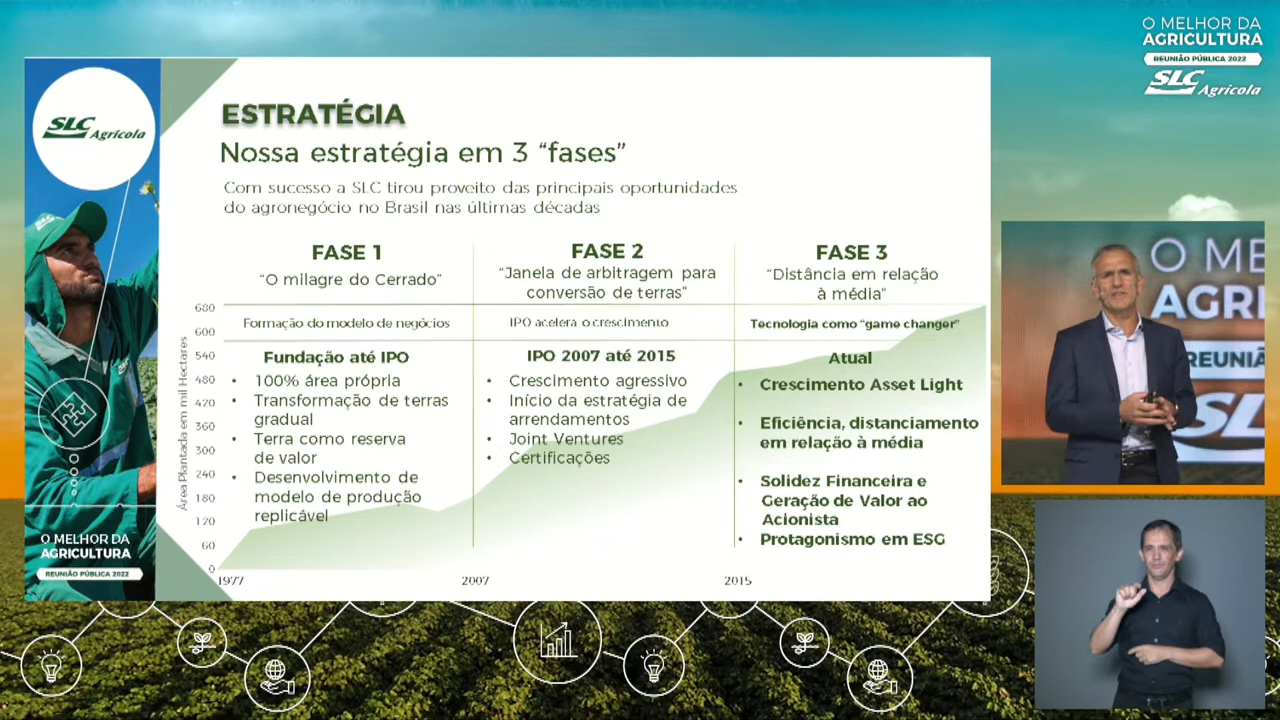 O MELHOR DA
AGRICULTURA
REUNIÃO PÚBLICA 2022
SLC Agrícola
SLC Agrícola
ESTRATÉGIA
Nossa estratégia em 3 “fases”
Com sucesso a SLC tirou proveito das principais oportunidades
do agronegócio no Brasil nas últimas décadas
FASE 1
“O milagre do Cerrado”
Formação do modelo de negócios
Fundação até IPO
• 100% área própria
• Transformação de terras
gradual
• Terra como reserva
de valor
• Desenvolvimento de
modelo de produção
replicável
FASE 2
“Janela de arbitragem para
conversão de terras”
IPO acelera o crescimento
IPO 2007 até 2015
• Crescimento agressivo
• Início da estratégia de
arrendamentos
• Joint Ventures
• Certificações
FASE 3
“Distância em relação
à média”
Tecnologia como “game changer”
Atual
• Crescimento Asset Light
• Eficiência, distanciamento
em relação à média
• Solidez Financeira e
Geração de Valor ao
Acionista
• Protagonismo em ESG
Área Plantada em mil Hectares
680
600
540
480
420
360
300
240
180
120
60
0
1977
2007
2015
SLC
O MELHOR DA
AGRICULTURA
REUNIÃO PÚBLICA 2022
O ME
AGRI
REUNIÃ
SL